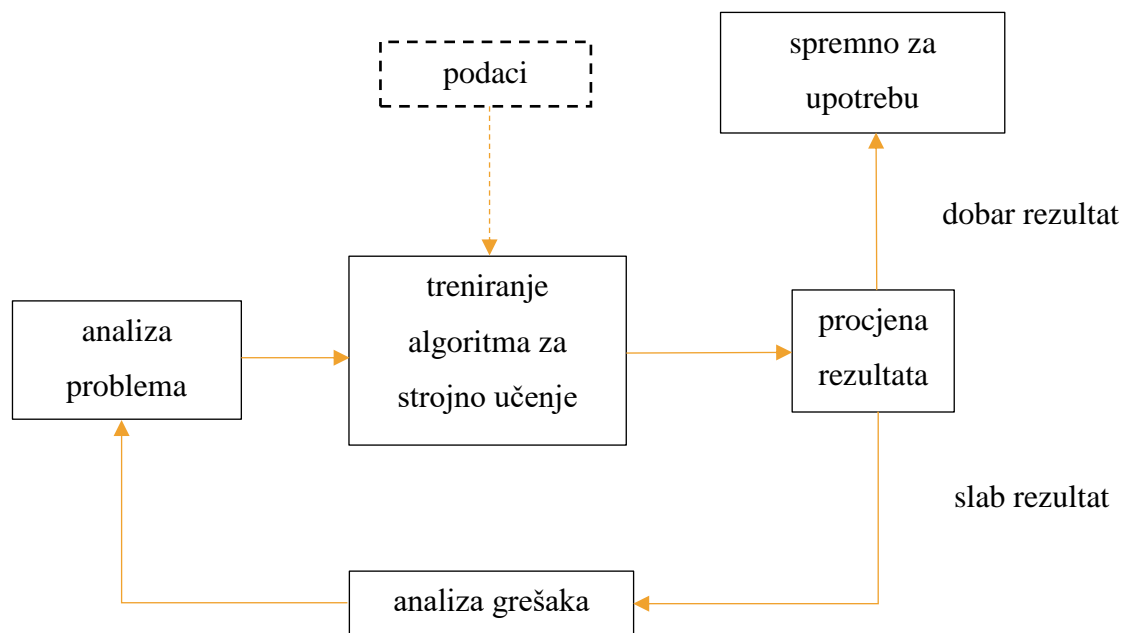 podaci
spremno za
upotrebu
dobar rezultat
treniranje
algoritma za
strojno učenje
analiza
problema
procjena
rezultata
slab rezultat
analiza grešaka